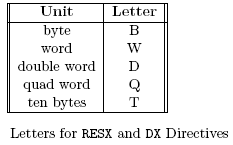 Unit Letter
byte B
word W
double word D
quad word Q
ten bytes T
Letters for RESX and DX Directives